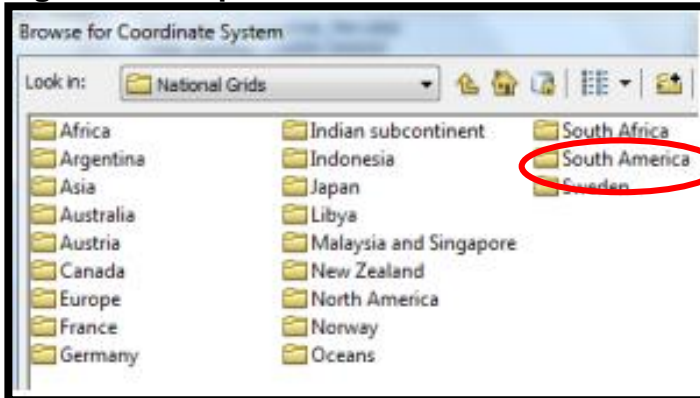 Browse for Coordinate System
Look in: National Grids
Africa
Argentina
Asia
Australia
Austria
Canada
Europe
France
Germany
Indian subcontinent
Indonesia
Japan
Libya
Malaysia and Singapore
New Zealand
North America
Norway
Oceans
South Africa
South America
Sweden